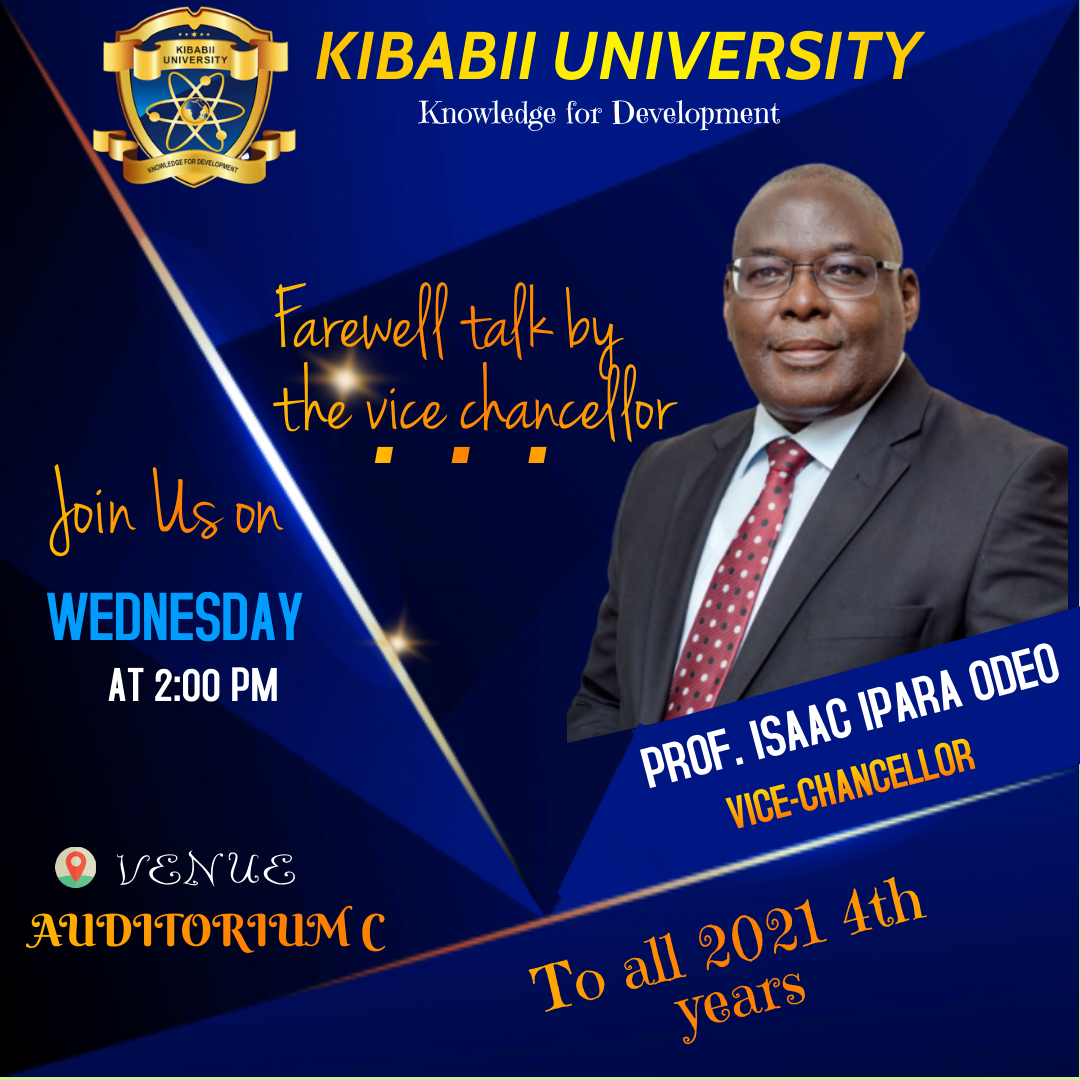 KIBABII
UNIVERSITY
KNOWLEDGE FOR DEVELOPMENT
KIBABII UNIVERSITY
Knowledge for Development
Farewell talk by
the vice chancellor
Join Us on
WEDNESDAY
AT 2:00 PM
PROF. ISAAC IPARA ODEO
VICE-CHANCELLOR
VENUE
AUDITORIUM C
To all 2021 4th
years